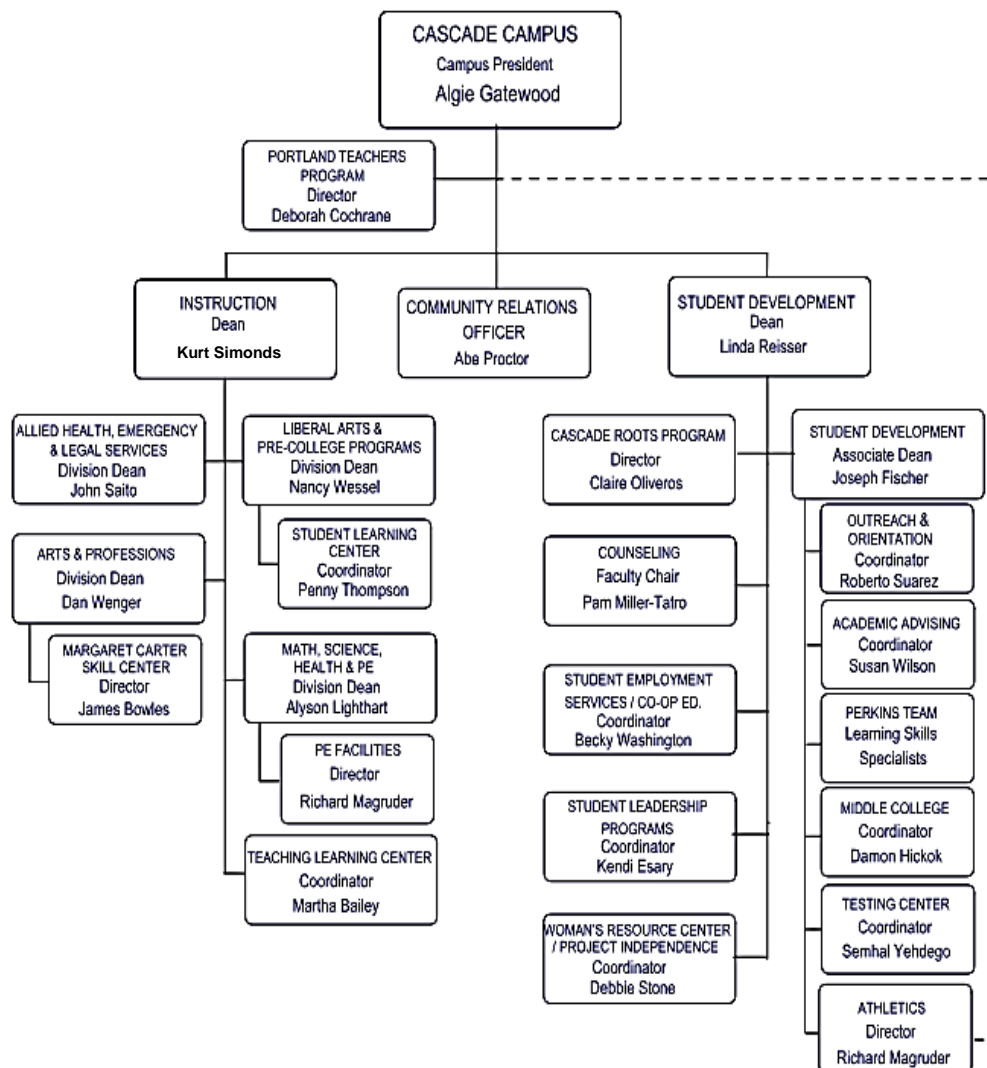 CASCADE CAMPUS
Campus President
Algie Gatewood
PORTLAND TEACHERS
PROGRAM
Director
Deborah Cochrane
INSTRUCTION
Dean
Kurt Simonds
COMMUNITY RELATIONS
OFFICER
Abe Proctor
STUDENT DEVELOPMENT
Dean
Linda Reisser
ALLIED HEALTH, EMERGENCY
& LEGAL SERVICES
Division Dean
John Saito
LIBERAL ARTS &
PRE-COLLEGE PROGRAMS
Division Dean
Nancy Wessel
STUDENT LEARNING
CENTER
Coordinator
Penny Thompson
ARTS & PROFESSIONS
Division Dean
Dan Wenger
MARGARET CARTER
SKILL CENTER
Director
James Bowles
MATH, SCIENCE,
HEALTH & PE
Division Dean
Alyson Lighthart
PE FACILITIES
Director
Richard Magruder
TEACHING LEARNING CENTER
Coordinator
Martha Bailey
CASCADE ROOTS PROGRAM
Director
Claire Oliveros
COUNSELING
Faculty Chair
Pam Miller-Tatro
STUDENT EMPLOYMENT
SERVICES / CO-OP ED.
Coordinator
Becky Washington
STUDENT LEADERSHIP
PROGRAMS
Coordinator
Kendi Esary
WOMAN'S RESOURCE CENTER
/ PROJECT INDEPENDENCE
Coordinator
Debbie Stone
STUDENT DEVELOPMENT
Associate Dean
Joseph Fischer
OUTREACH &
ORIENTATION
Coordinator
Roberto Suarez
ACADEMIC ADVISING
Coordinator
Susan Wilson
PERKINS TEAM
Learning Skills
Specialists
MIDDLE COLLEGE
Coordinator
Damon Hickok
TESTING CENTER
Coordinator
Semhal Yehdego
ATHLETICS
Director
Richard Magruder